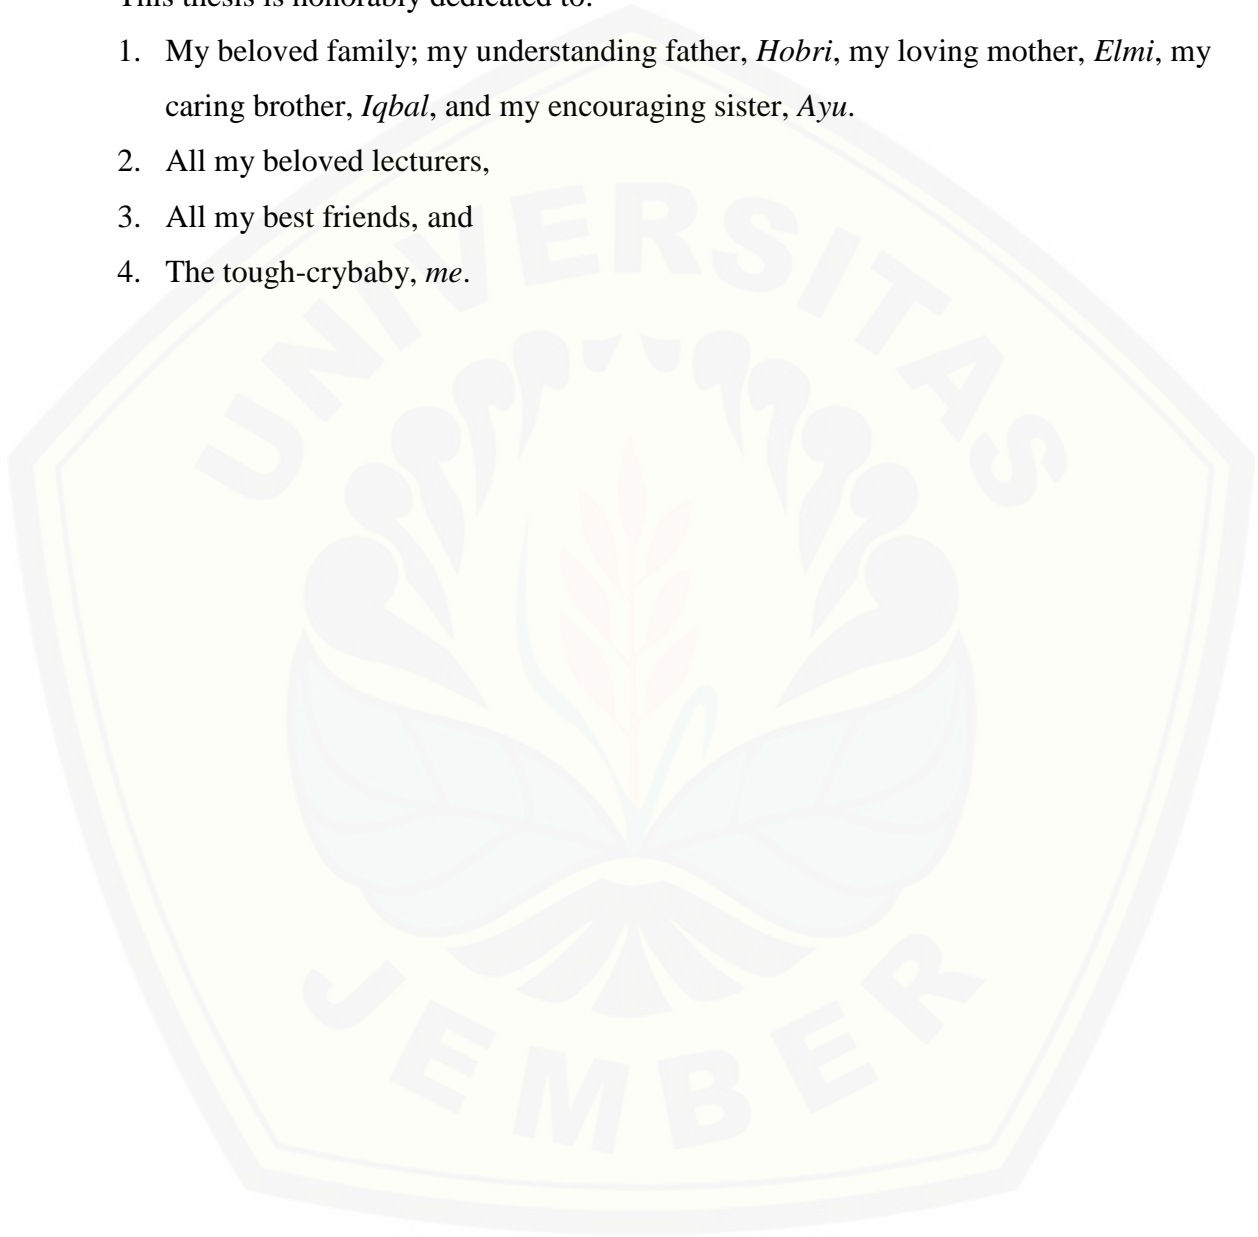 This thesis is honorably dedicated to:
1. My beloved family; my understanding father, Hobri, my loving mother, Elmi, my
caring brother, Iqbal, and my encouraging sister, Ayu.
2. All my beloved lecturers,
3. All my best friends, and
4. The tough-crybaby, me.
UNIVERSITAS
JEMBER